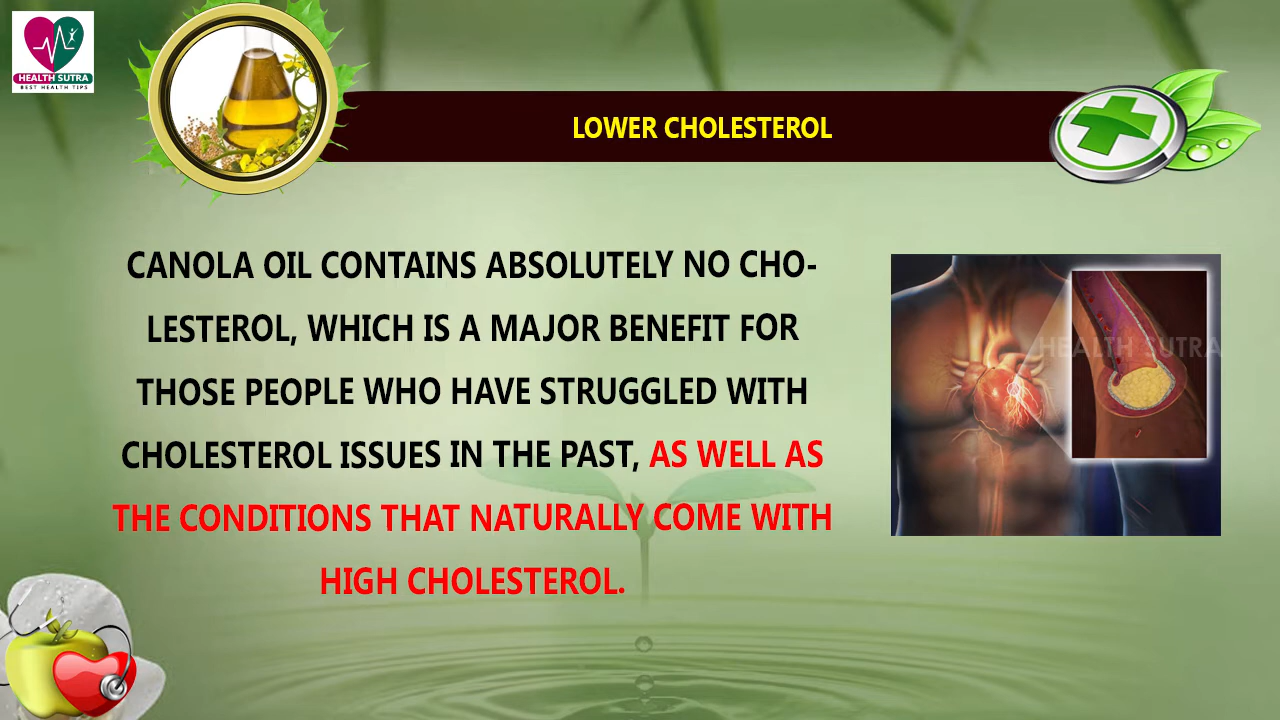 HEALTH SUTRA
BEST HEALTH TIPS
LOWER CHOLESTEROL
CANOLA OIL CONTAINS ABSOLUTELY NO CHO-
LESTEROL, WHICH IS A MAJOR BENEFIT FOR
THOSE PEOPLE WHO HAVE STRUGGLED WITH
CHOLESTEROL ISSUES IN THE PAST, AS WELL AS
THE CONDITIONS THAT NATURALLY COME WITH
HIGH CHOLESTEROL.
HEALTH SUTRA